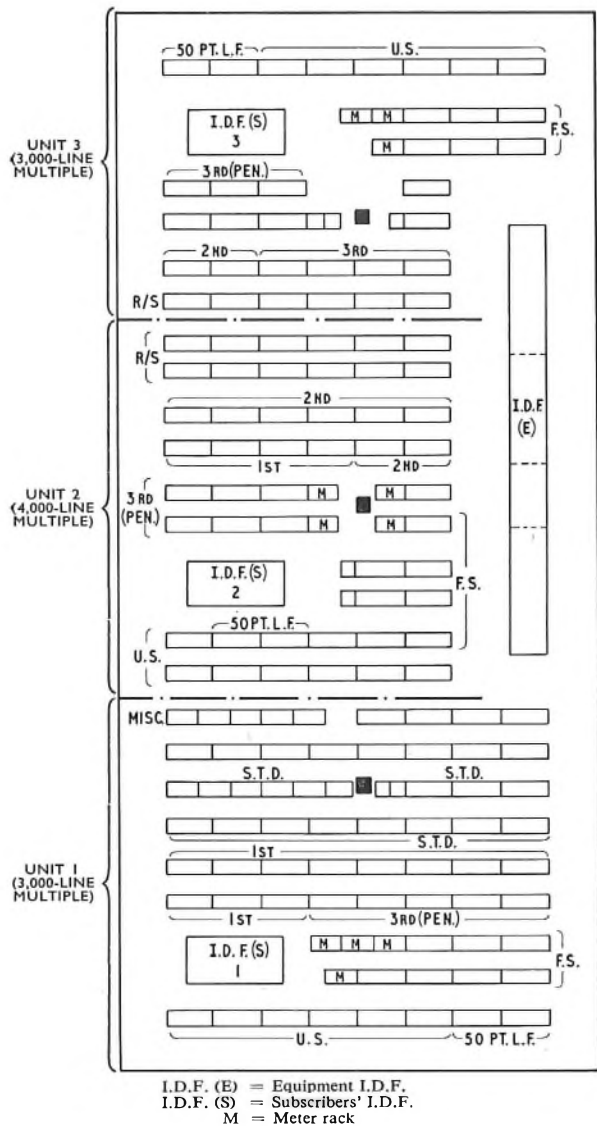 50 PT. L.F. U.S.
I.D.F. (S)
3
M M
F.S.
M
UNIT 3
(3,000-LINE
MULTIPLE)
3RD (PEN.)
2ND 3RD
R/S
R/S
2ND
I.D.F
(E)
1ST 2ND
UNIT 2
(4,000-LINE
MULTIPLE)
3RD
(PEN.)
M M
M M
I.D.F. (S)
2
F.S.
50 PT. L.F.
U.S.
MISC.
S.T.D. S.T.D.
S.T.D.
1ST
UNIT 1
(3,000-LINE
MULTIPLE)
1ST 3RD (PEN.)
I.D.F. (S)
1
M M M
F.S.
M
U.S. 50 PT. L.F.
I.D.F. (E) = Equipment I.D.F.
I.D.F. (S) = Subscribers' I.D.F.
M = Meter rack